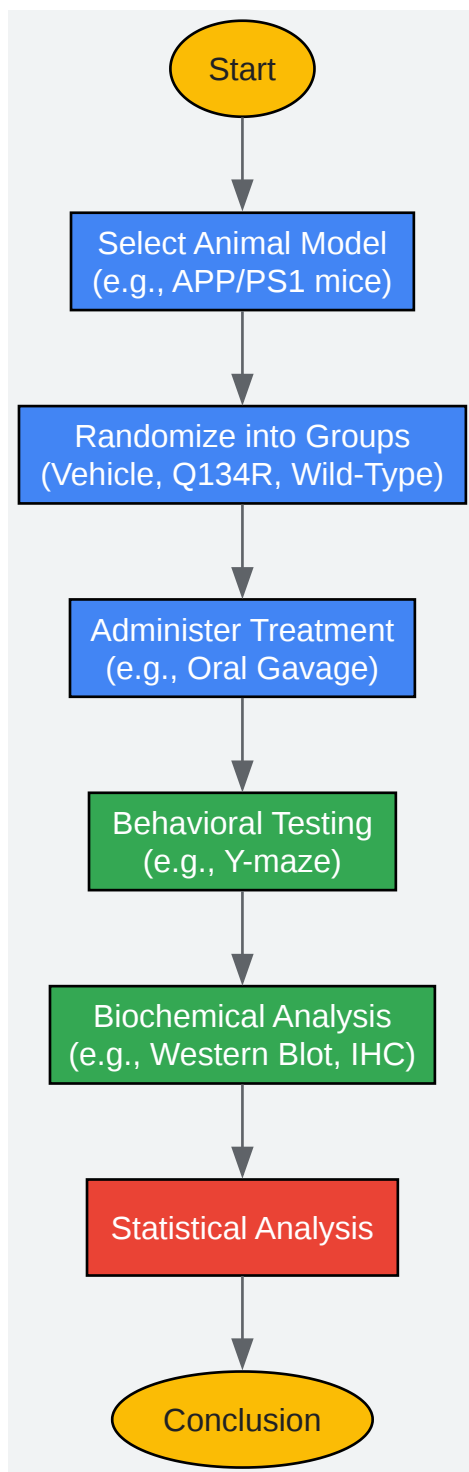 Start
Select Animal Model
(e.g., APP/PS1 mice)
Randomize into Groups
(Vehicle, Q134R, Wild-Type)
Administer Treatment
(e.g., Oral Gavage)
Behavioral Testing
(e.g., Y-maze)
Biochemical Analysis
(e.g., Western Blot, IHC)
Statistical Analysis
Conclusion